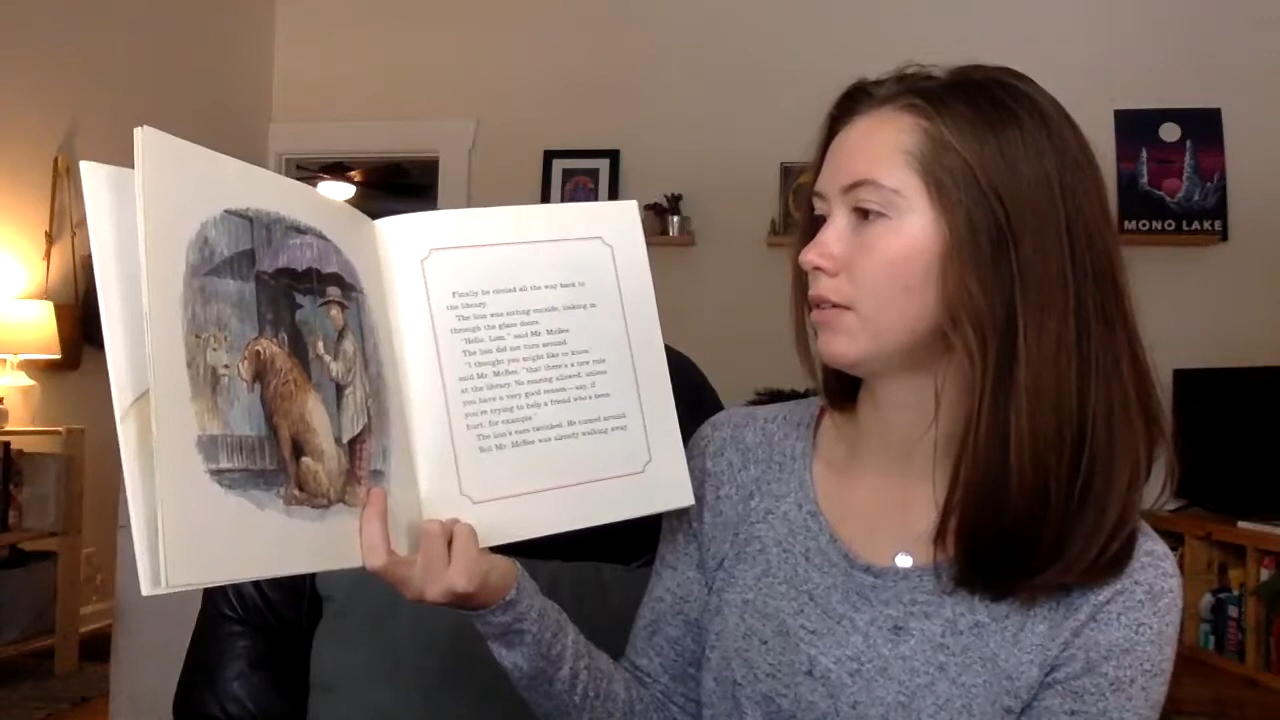 Finally he circled all the way back to
the library.
The lion was sitting outside, looking in
through the glass doors.
"Hello, Lion," said Mr. McBee.
The lion did not turn around.
"I thought you might like to know,"
said Mr. McBee, "that there's a new rule
at the library. No roaring allowed, unless
you have a very good reason—say, if
you're trying to help a friend who's been
hurt, for example."
The lion's ears twitched. He turned around.
But Mr. McBee was already walking away.
MONO LAKE